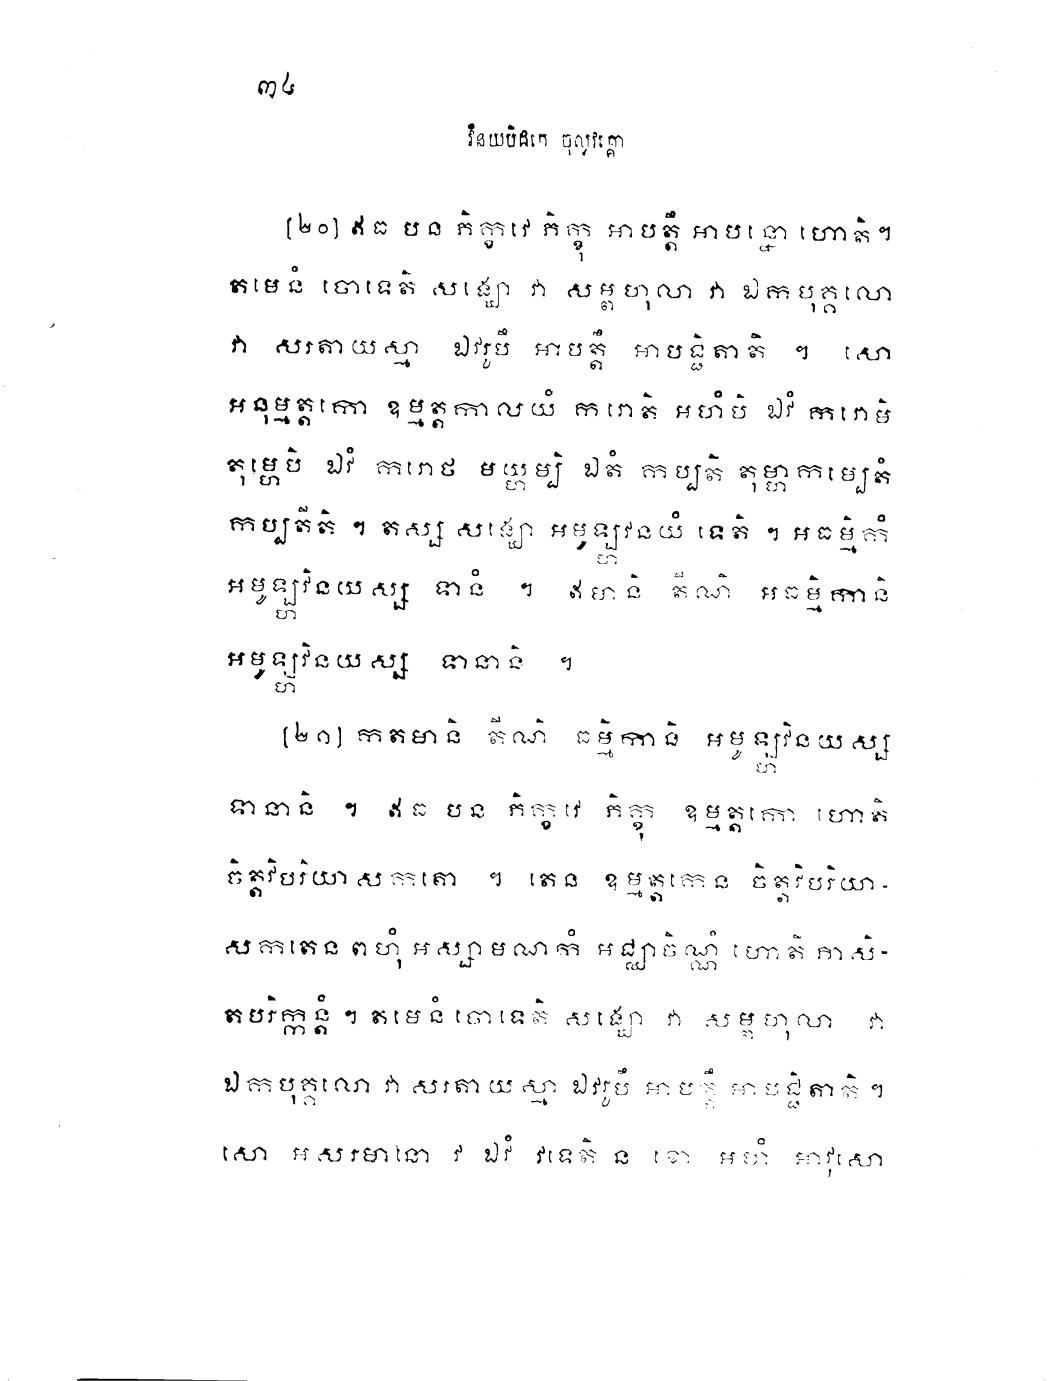 ៣៤
វិនយបិដកេ ចុល្លវគ្គោ
[២០] ឥធ បន ភិក្ខវេ ភិក្ខុ អាបត្តឹ អាបន្នោ ហោតិ។
តមេនំ ចោទេតិ សង្ឃោ វា សម្ពហុលា វា ឯកបុគ្គលោ
វា សរតាយស្មា ឯវរូបឹ អាបត្តឹ អាបជ្ជិតាតិ ។ សោ
អនុម្មត្តកោ ឧម្មត្តកាលយំ ករោតិ អហំបិ ឯវំ ករោមិ
តុម្ហេបិ ឯវំ ករោថ មយ្ហម្បិ ឯតំ កប្បតិ តុម្ហាកម្បេតំ
កប្បតីតិ ។ តស្ស សង្ឃោ អមូឡ្ហវិនយំ ទេតិ ។ អធម្មិកំ
អមូឡ្ហវិនយស្ស ទានំ ។ ឥមានិ តីណិ អធម្មិកានិ
អមូឡ្ហវិនយស្ស ទានានិ ។
[២១] កតមានិ តីណិ ធម្មិកានិ អមូឡ្ហវិនយស្ស
ទានានិ ។ ឥធ បន ភិក្ខវេ ភិក្ខុ ឧម្មត្តកោ ហោតិ
ចិត្តវិបរិយាសកតោ ។ តេន ឧម្មត្តកេន ចិត្តវិបរិយា-
សកតេន ពហុំ អស្សាមណកំ អជ្ឈាចិណ្ណំ ហោតិ ភាសិ-
តបរិក្កន្តំ ។ តមេនំ ចោទេតិ សង្ឃោ វា សម្ពហុលា វា
ឯកបុគ្គលោ វា សរតាយស្មា ឯវរូបឹ អាបត្តឹ អាបជ្ជិតាតិ ។
សោ អសរមានោ វ ឯវំ វទេតិ ន ខោ អហំ អាវុសោ